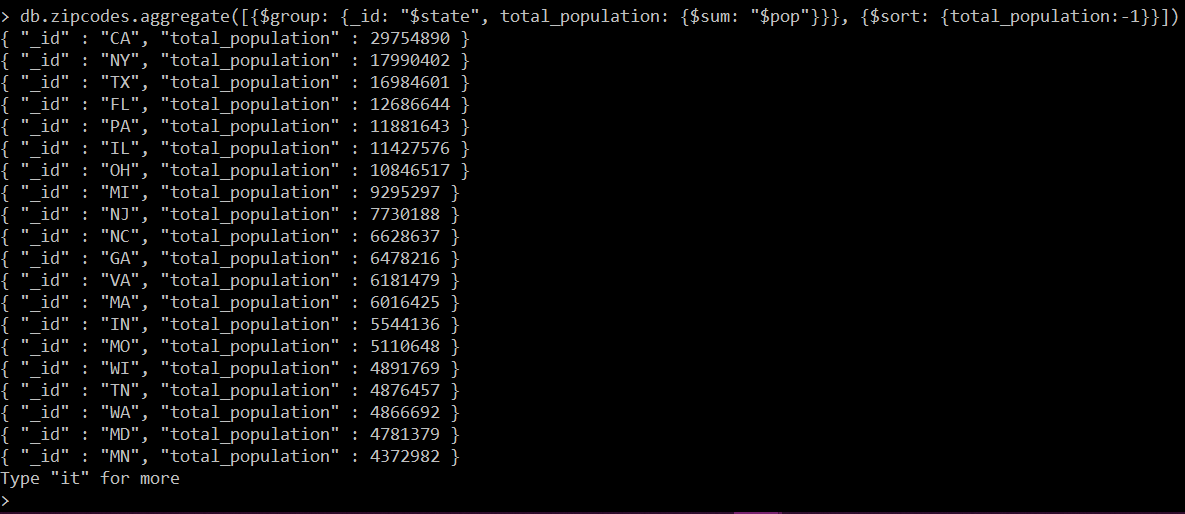 > db.zipcodes.aggregate([{$group: {_id: "$state", total_population: {$sum: "$pop"}}}, {$sort: {total_population:-1}}])
{ "_id" : "CA", "total_population" : 29754890 }
{ "_id" : "NY", "total_population" : 17990402 }
{ "_id" : "TX", "total_population" : 16984601 }
{ "_id" : "FL", "total_population" : 12686644 }
{ "_id" : "PA", "total_population" : 11881643 }
{ "_id" : "IL", "total_population" : 11427576 }
{ "_id" : "OH", "total_population" : 10846517 }
{ "_id" : "MI", "total_population" : 9295297 }
{ "_id" : "NJ", "total_population" : 7730188 }
{ "_id" : "NC", "total_population" : 6628637 }
{ "_id" : "GA", "total_population" : 6478216 }
{ "_id" : "VA", "total_population" : 6181479 }
{ "_id" : "MA", "total_population" : 6016425 }
{ "_id" : "IN", "total_population" : 5544136 }
{ "_id" : "MO", "total_population" : 5110648 }
{ "_id" : "WI", "total_population" : 4891769 }
{ "_id" : "TN", "total_population" : 4876457 }
{ "_id" : "WA", "total_population" : 4866692 }
{ "_id" : "MD", "total_population" : 4781379 }
{ "_id" : "MN", "total_population" : 4372982 }
Type "it" for more
>